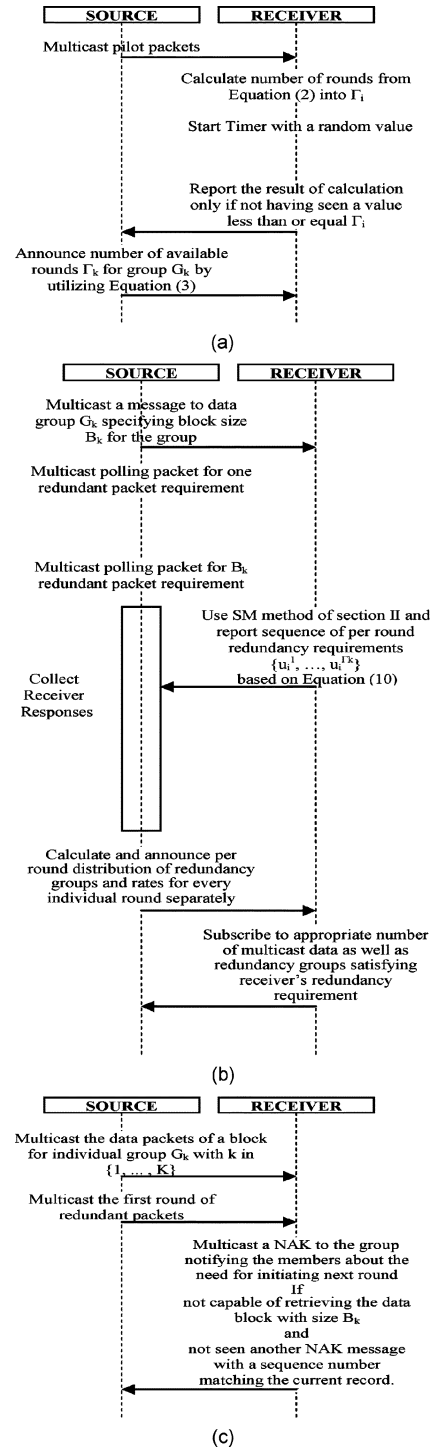 SOURCE RECEIVER
Multicast pilot packets
Calculate number of rounds from
Equation (2) into Γi
Start Timer with a random value
Report the result of calculation
only if not having seen a value
less than or equal Γi
Announce number of available
rounds Γk for group Gk by
utilizing Equation (3)
(a)
SOURCE RECEIVER
Multicast a message to data
group Gk specifying block size
Bk for the group
Multicast polling packet for one
redundant packet requirement
Multicast polling packet for Bk
redundant packet requirement
Use SM method of section II and
report sequence of per round
redundancy requirements
{ui1, ..., uiΓk}
based on Equation (10)
Collect
Receiver
Responses
Calculate and announce per
round distribution of redundancy
groups and rates for every
individual round separately
Subscribe to appropriate number
of multicast data as well as
redundancy groups satisfying
receiver's redundancy
requirement
(b)
SOURCE RECEIVER
Multicast the data packets of a block
for individual group Gk with k in
{1, ... , K}
Multicast the first round of
redundant packets
Multicast a NAK to the group
notifying the members about the
need for initiating next round
If
not capable of retrieving the data
block with size Bk
and
not seen another NAK message
with a sequence number
matching the current record.
(c)